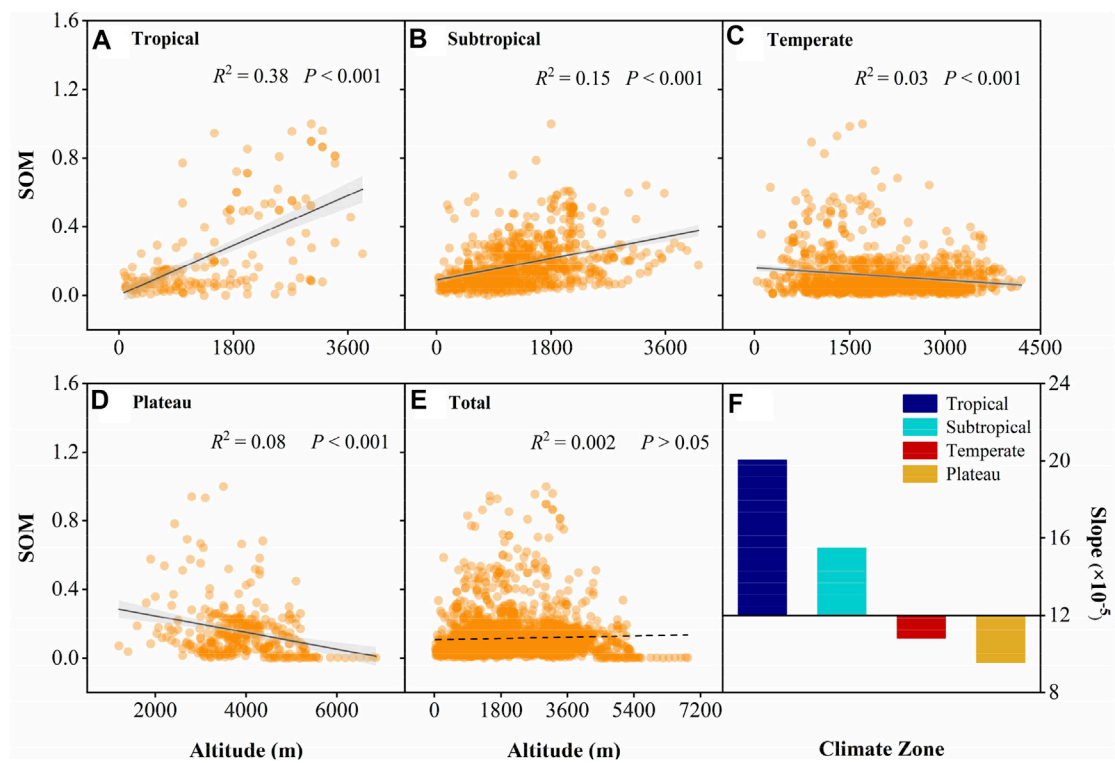 A Tropical
R² = 0.38 P < 0.001
B Subtropical
R² = 0.15 P < 0.001
C Temperate
R² = 0.03 P < 0.001
SOM
1.6
1.2
0.8
0.4
0.0
0 1800 3600
0 1800 3600
0 1500 3000 4500
D Plateau
R² = 0.08 P < 0.001
E Total
R² = 0.002 P > 0.05
F
Tropical
Subtropical
Temperate
Plateau
SOM
1.6
1.2
0.8
0.4
0.0
24
20
16
12
8
Slope (×10⁻⁵)
2000 4000 6000
0 1800 3600 5400 7200
Altitude (m)
Altitude (m)
Climate Zone